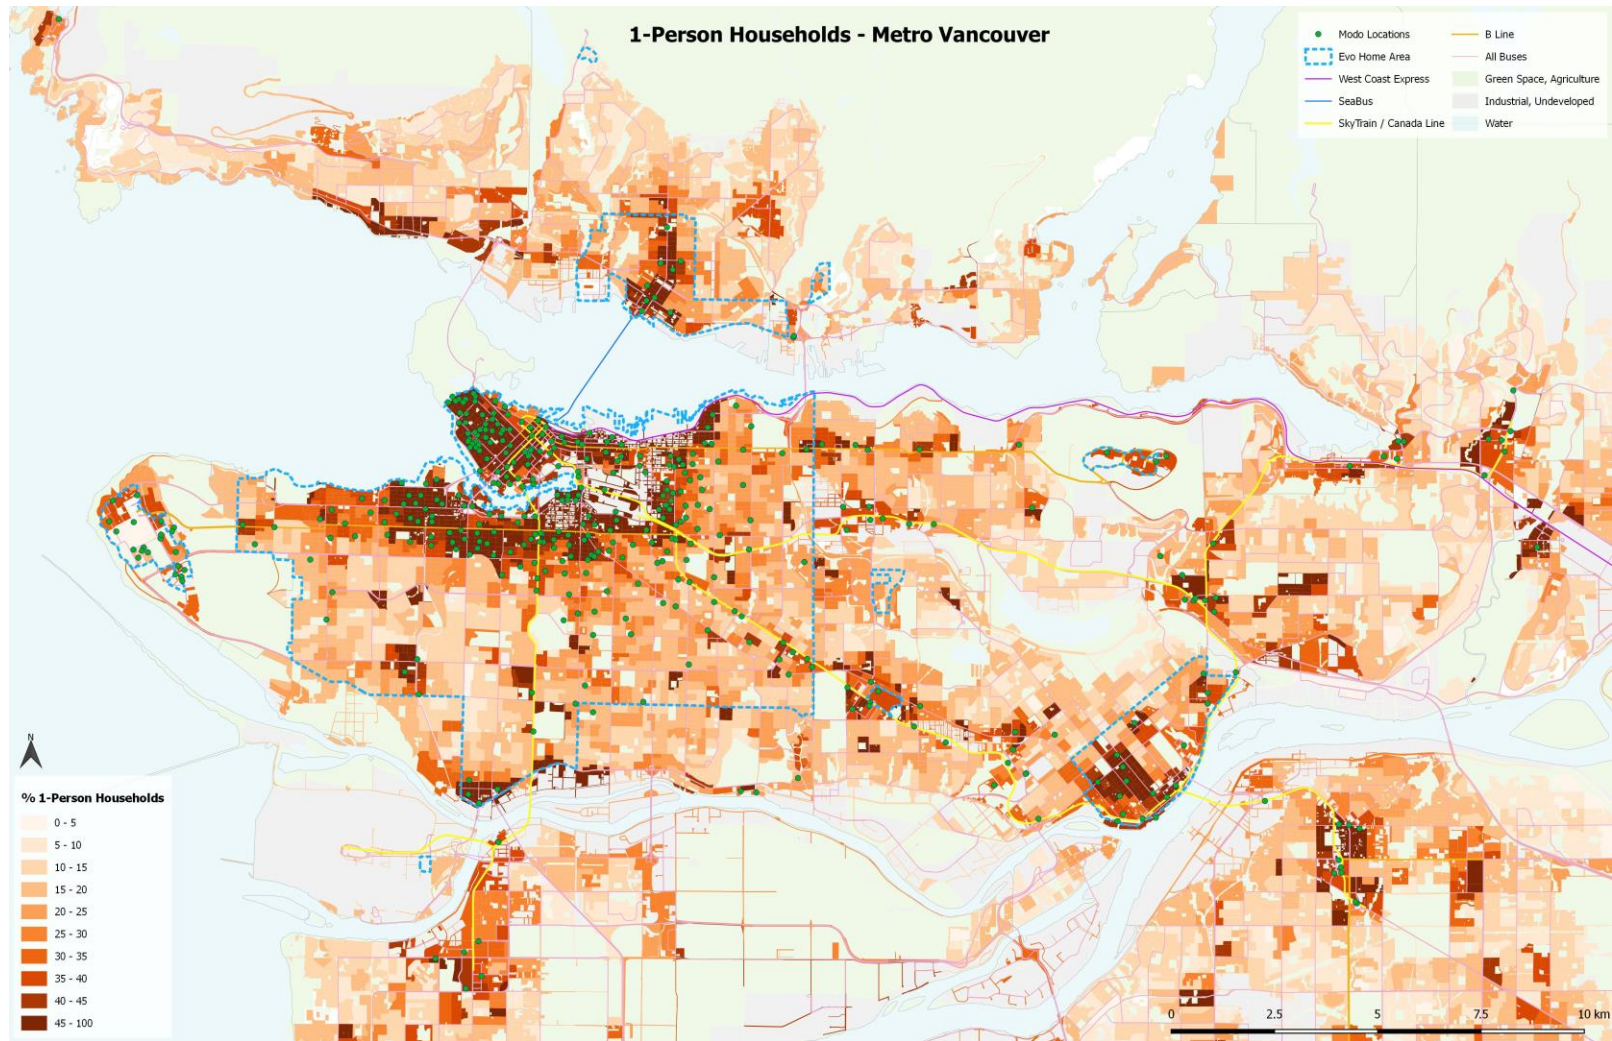 1-Person Households - Metro Vancouver
Modo Locations
Evo Home Area
West Coast Express
SeaBus
SkyTrain / Canada Line
B Line
All Buses
Green Space, Agriculture
Industrial, Undeveloped
Water
N
% 1-Person Households
0 - 5
5 - 10
10 - 15
15 - 20
20 - 25
25 - 30
30 - 35
35 - 40
40 - 45
45 - 100
0 2.5 5 7.5 10 km